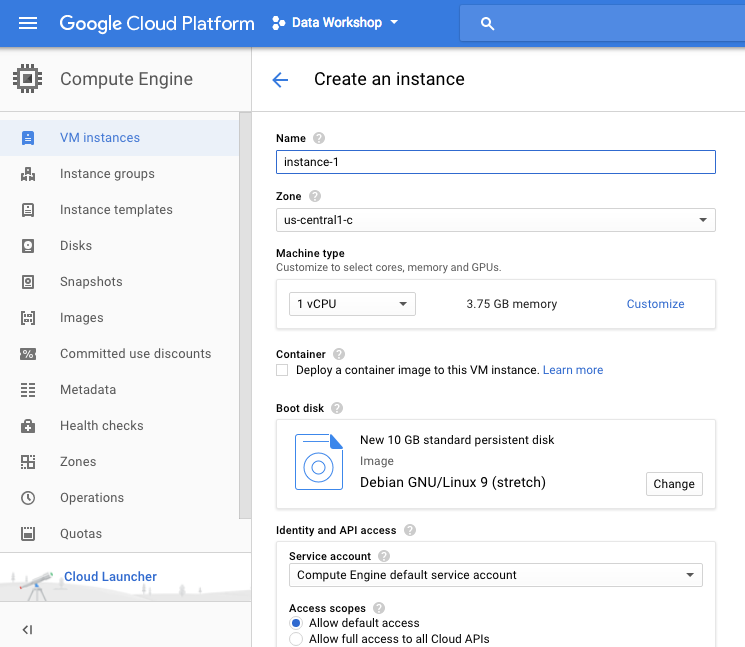 Google Cloud Platform
Data Workshop
Compute Engine
Create an instance
VM instances
Instance groups
Instance templates
Disks
Snapshots
Images
Committed use discounts
Metadata
Health checks
Zones
Operations
Quotas
Cloud Launcher
Name ?
instance-1
Zone ?
us-central1-c
Machine type
Customize to select cores, memory and GPUs.
1 vCPU
3.75 GB memory
Customize
Container ?
Deploy a container image to this VM instance. Learn more
Boot disk ?
New 10 GB standard persistent disk
Image
Debian GNU/Linux 9 (stretch)
Change
Identity and API access ?
Service account ?
Compute Engine default service account
Access scopes ?
Allow default access
Allow full access to all Cloud APIs